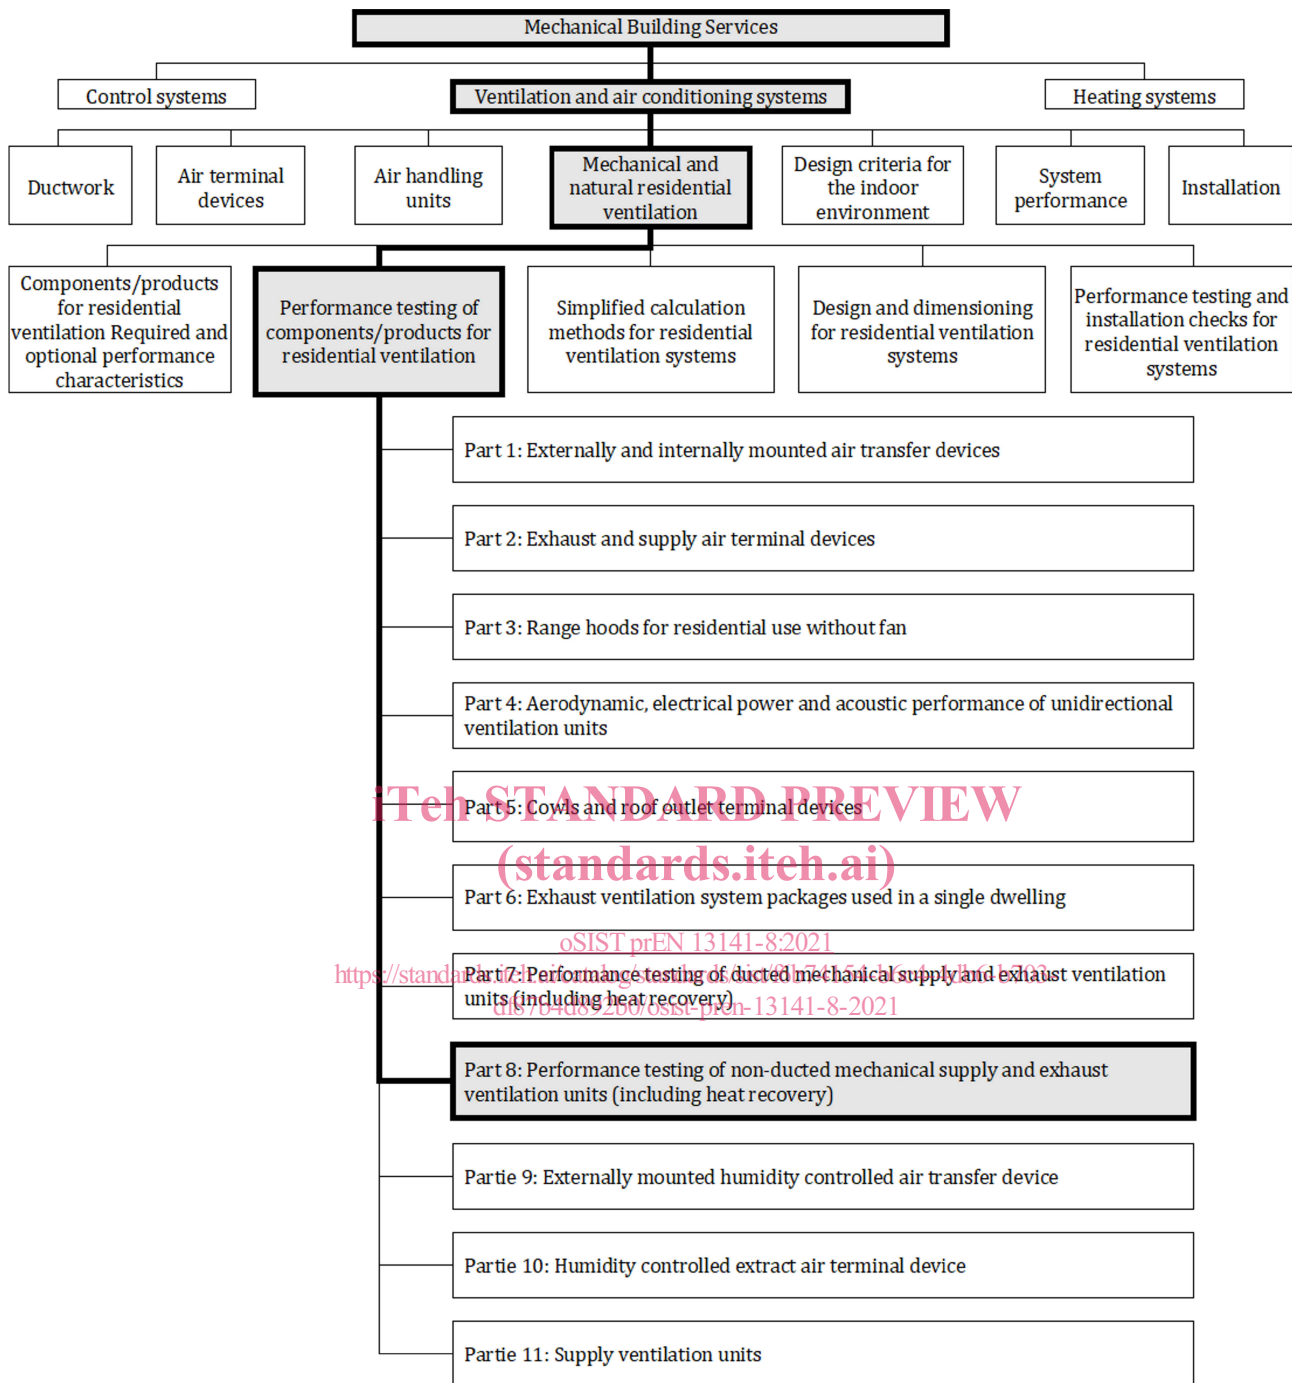 Mechanical Building Services
Control systems
Ventilation and air conditioning systems
Heating systems
Ductwork
Air terminal
devices
Air handling
units
Mechanical and
natural residential
ventilation
Design criteria for
the indoor
environment
System
performance
Installation
Components/products
for residential
ventilation Required and
optional performance
characteristics
Performance testing of
components/products for
residential ventilation
Simplified calculation
methods for residential
ventilation systems
Design and dimensioning
for residential ventilation
systems
Performance testing and
installation checks for
residential ventilation
systems
Part 1: Externally and internally mounted air transfer devices
Part 2: Exhaust and supply air terminal devices
Part 3: Range hoods for residential use without fan
Part 4: Aerodynamic, electrical power and acoustic performance of unidirectional
ventilation units
iTeh STANDARD PREVIEW
Part 5: Cowls and roof outlet terminal devices
(standards.iteh.ai)
Part 6: Exhaust ventilation system packages used in a single dwelling
oSIST prEN 13141-8:2021
Part 7: Performance testing of ducted mechanical supply and exhaust ventilation
units (including heat recovery)
df87b4d892b0/osist-pren-13141-8-2021
Part 8: Performance testing of non-ducted mechanical supply and exhaust
ventilation units (including heat recovery)
Partie 9: Externally mounted humidity controlled air transfer device
Partie 10: Humidity controlled extract air terminal device
Partie 11: Supply ventilation units